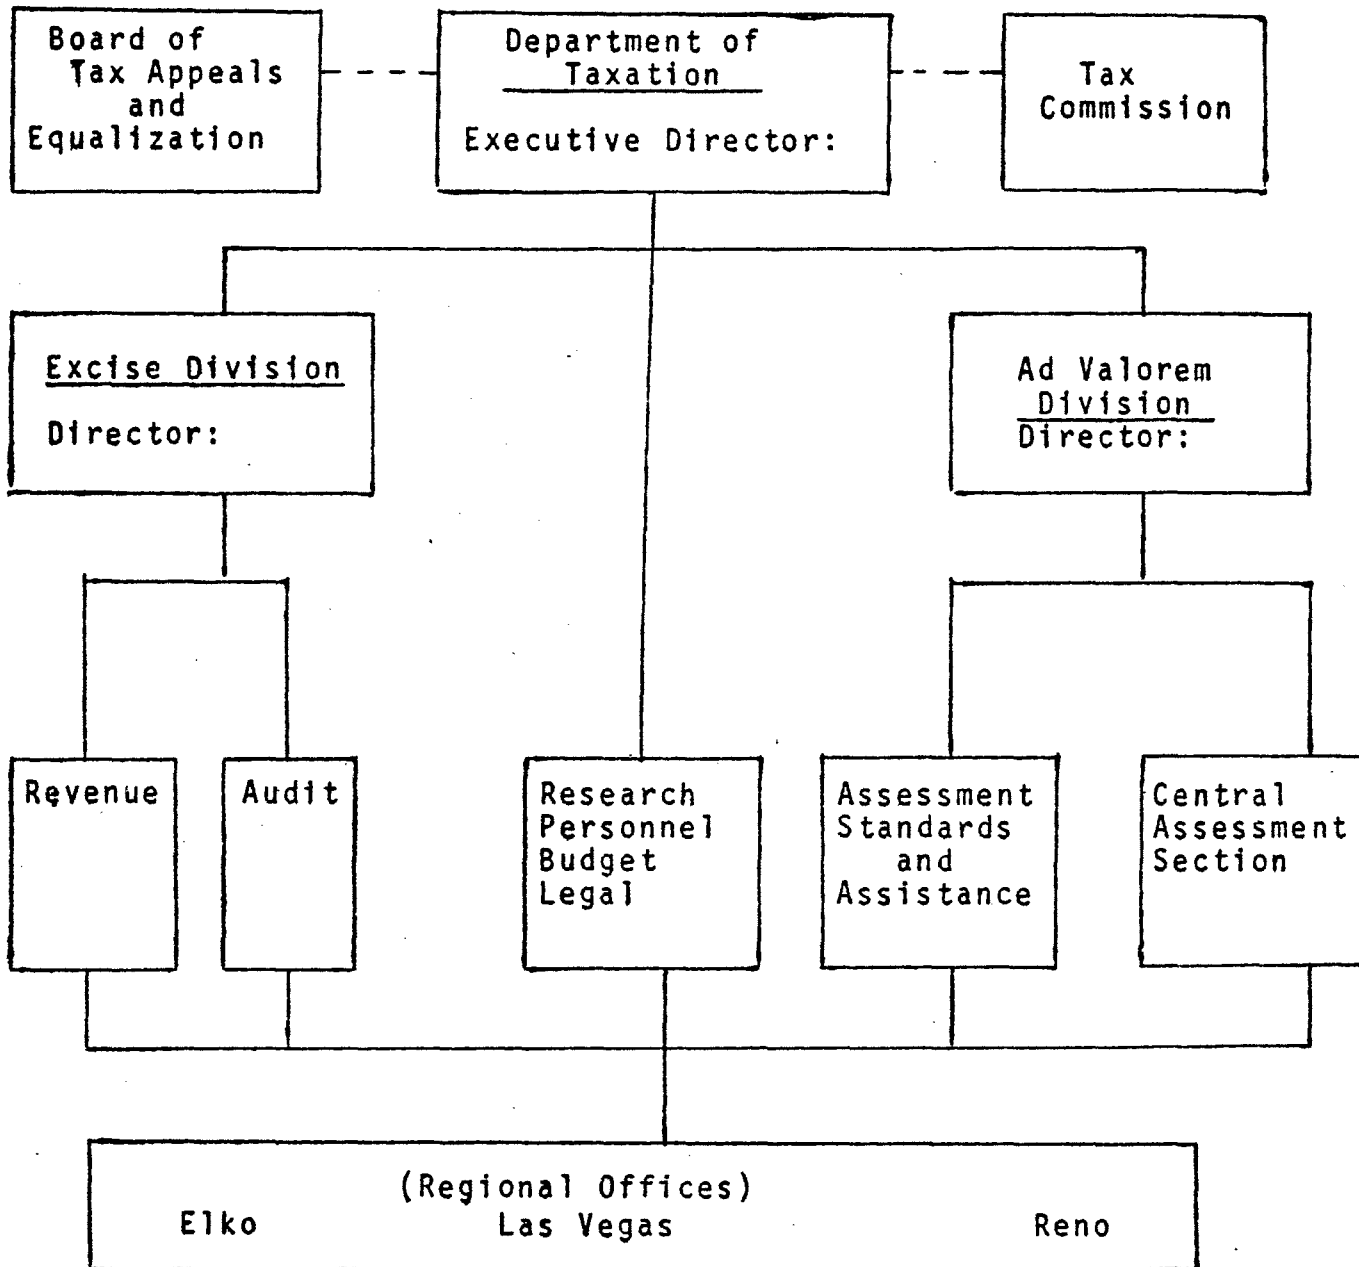 Board of
Tax Appeals
and
Equalization
Department of
Taxation
Executive Director:
Tax
Commission
Excise Division
Director:
Ad Valorem
Division
Director:
Revenue
Audit
Research
Personnel
Budget
Legal
Assessment
Standards
and
Assistance
Central
Assessment
Section
(Regional Offices)
Elko Las Vegas Reno